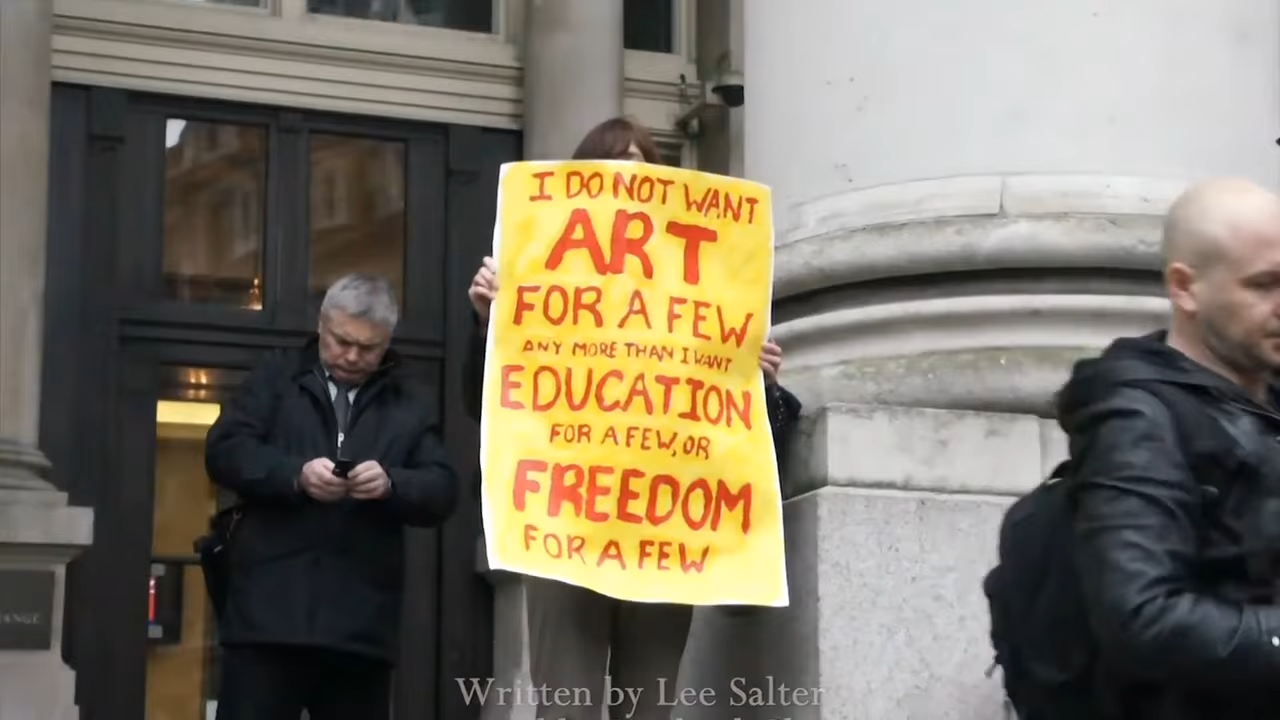 I DO NOT WANT
ART
FOR A FEW
ANY MORE THAN I WANT
EDUCATION
FOR A FEW, OR
FREEDOM
FOR A FEW
Written by Lee Salter